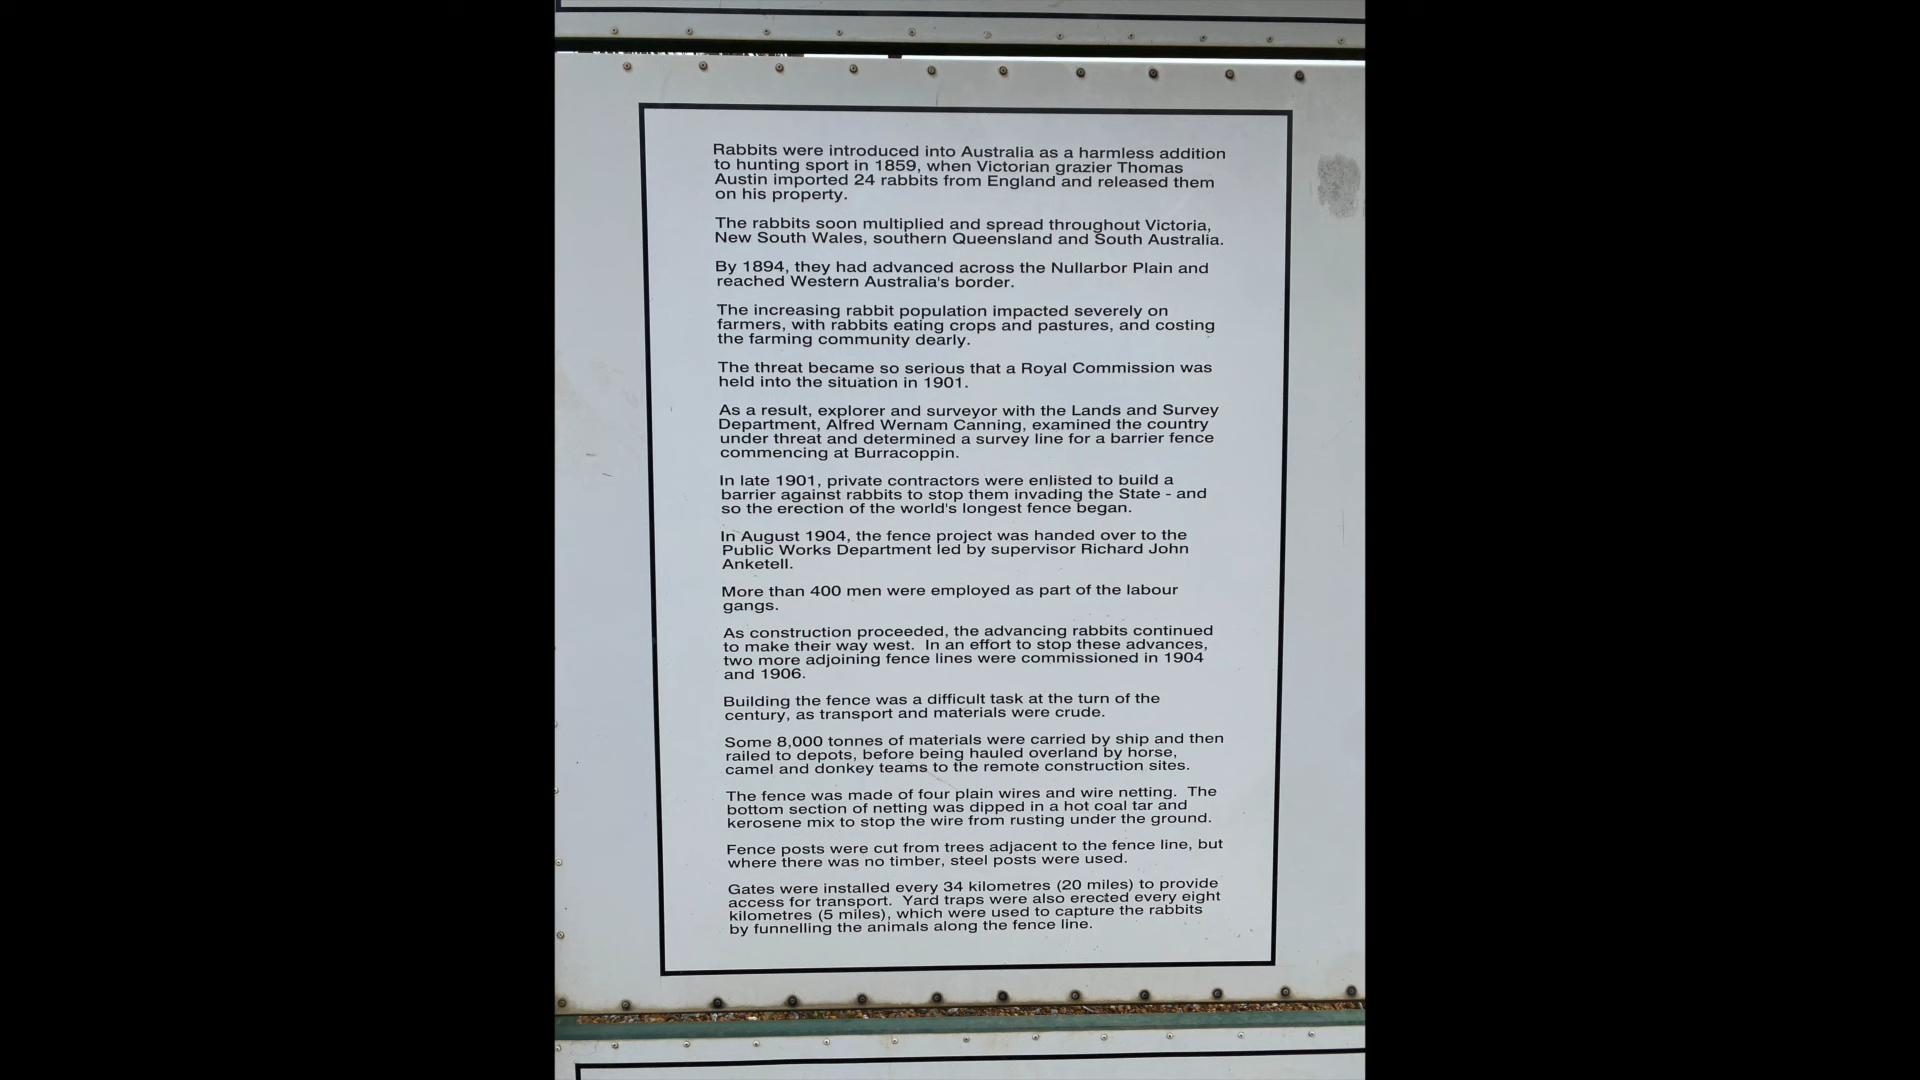 Rabbits were introduced into Australia as a harmless addition
to hunting sport in 1859, when Victorian grazier Thomas
Austin imported 24 rabbits from England and released them
on his property.
The rabbits soon multiplied and spread throughout Victoria,
New South Wales, southern Queensland and South Australia.
By 1894, they had advanced across the Nullarbor Plain and
reached Western Australia's border.
The increasing rabbit population impacted severely on
farmers, with rabbits eating crops and pastures, and costing
the farming community dearly.
The threat became so serious that a Royal Commission was
held into the situation in 1901.
As a result, explorer and surveyor with the Lands and Survey
Department, Alfred Wernam Canning, examined the country
under threat and determined a survey line for a barrier fence
commencing at Burracoppin.
In late 1901, private contractors were enlisted to build a
barrier against rabbits to stop them invading the State - and
so the erection of the world's longest fence began.
In August 1904, the fence project was handed over to the
Public Works Department led by supervisor Richard John
Anketell.
More than 400 men were employed as part of the labour
gangs.
As construction proceeded, the advancing rabbits continued
to make their way west. In an effort to stop these advances,
two more adjoining fence lines were commissioned in 1904
and 1906.
Building the fence was a difficult task at the turn of the
century, as transport and materials were crude.
Some 8,000 tonnes of materials were carried by ship and then
railed to depots, before being hauled overland by horse,
camel and donkey teams to the remote construction sites.
The fence was made of four plain wires and wire netting. The
bottom section of netting was dipped in a hot coal tar and
kerosene mix to stop the wire from rusting under the ground.
Fence posts were cut from trees adjacent to the fence line, but
where there was no timber, steel posts were used.
Gates were installed every 34 kilometres (20 miles) to provide
access for transport. Yard traps were also erected every eight
kilometres (5 miles), which were used to capture the rabbits
by funnelling the animals along the fence line.